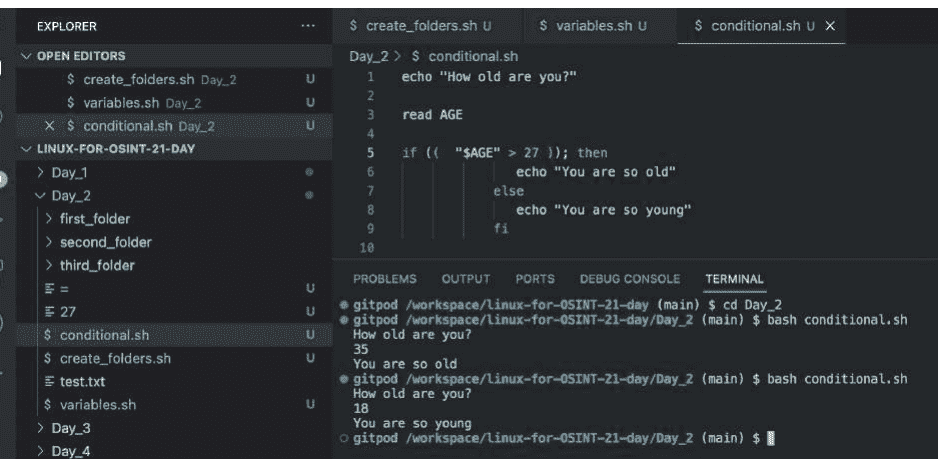 EXPLORER ...
OPEN EDITORS
$ create_folders.sh Day_2 U
$ variables.sh Day_2 U
$ conditional.sh Day_2 U
LINUX-FOR-OSINT-21-DAY
Day_1
Day_2
first_folder
second_folder
third_folder
= U
27 U
$ conditional.sh U
$ create_folders.sh U
test.txt
$ variables.sh U
Day_3
Day_4
$ create_folders.sh U $ variables.sh U $ conditional.sh U
Day_2 > $ conditional.sh
1 echo "How old are you?"
2
3 read AGE
4
5 if (( "$AGE" > 27 )); then
6 echo "You are so old"
7 else
8 echo "You are so young"
9 fi
10
PROBLEMS OUTPUT PORTS DEBUG CONSOLE TERMINAL
gitpod /workspace/linux-for-OSINT-21-day (main) $ cd Day_2
gitpod /workspace/linux-for-OSINT-21-day/Day_2 (main) $ bash conditional.sh
How old are you?
35
You are so old
gitpod /workspace/linux-for-OSINT-21-day/Day_2 (main) $ bash conditional.sh
How old are you?
18
You are so young
gitpod /workspace/linux-for-OSINT-21-day/Day_2 (main) $